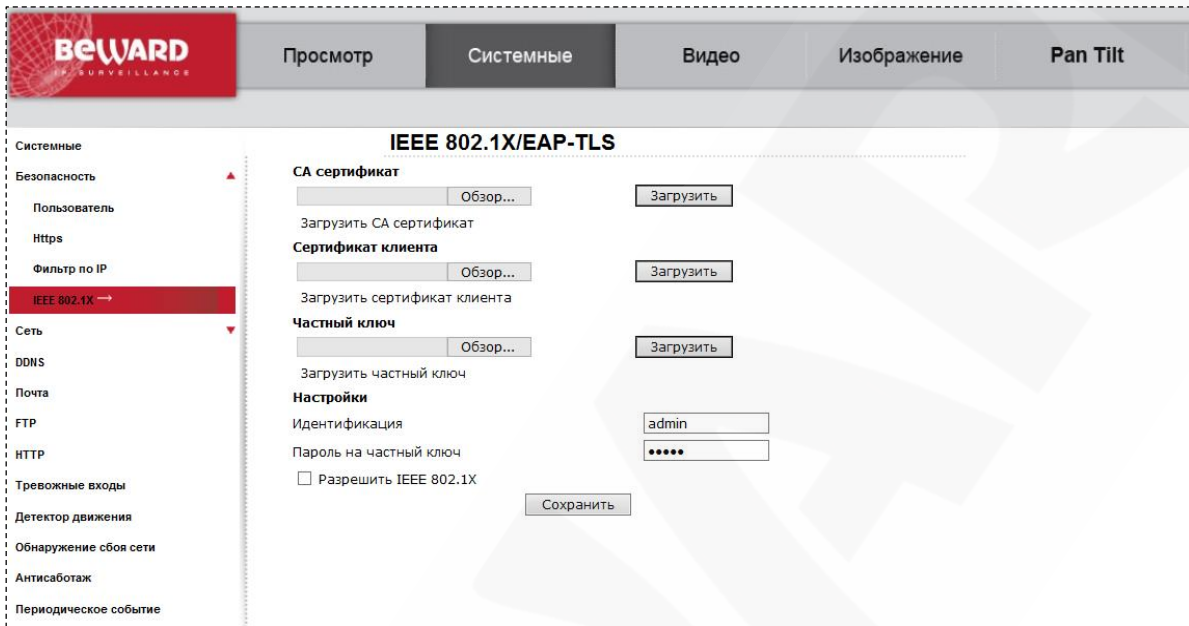 BEWARD
IP SURVEILLANCE
Просмотр
Системные
Видео
Изображение
Pan Tilt
Системные
Безопасность
Пользователь
Https
Фильтр по IP
IEEE 802.1X →
Сеть
DDNS
Почта
FTP
HTTP
Тревожные входы
Детектор движения
Обнаружение сбоя сети
Антисаботаж
Периодическое событие
IEEE 802.1X/EAP-TLS
CA сертификат
Обзор... Загрузить
Загрузить CA сертификат
Сертификат клиента
Обзор... Загрузить
Загрузить сертификат клиента
Частный ключ
Обзор... Загрузить
Загрузить частный ключ
Настройки
Идентификация admin
Пароль на частный ключ •••••
Разрешить IEEE 802.1X
Сохранить